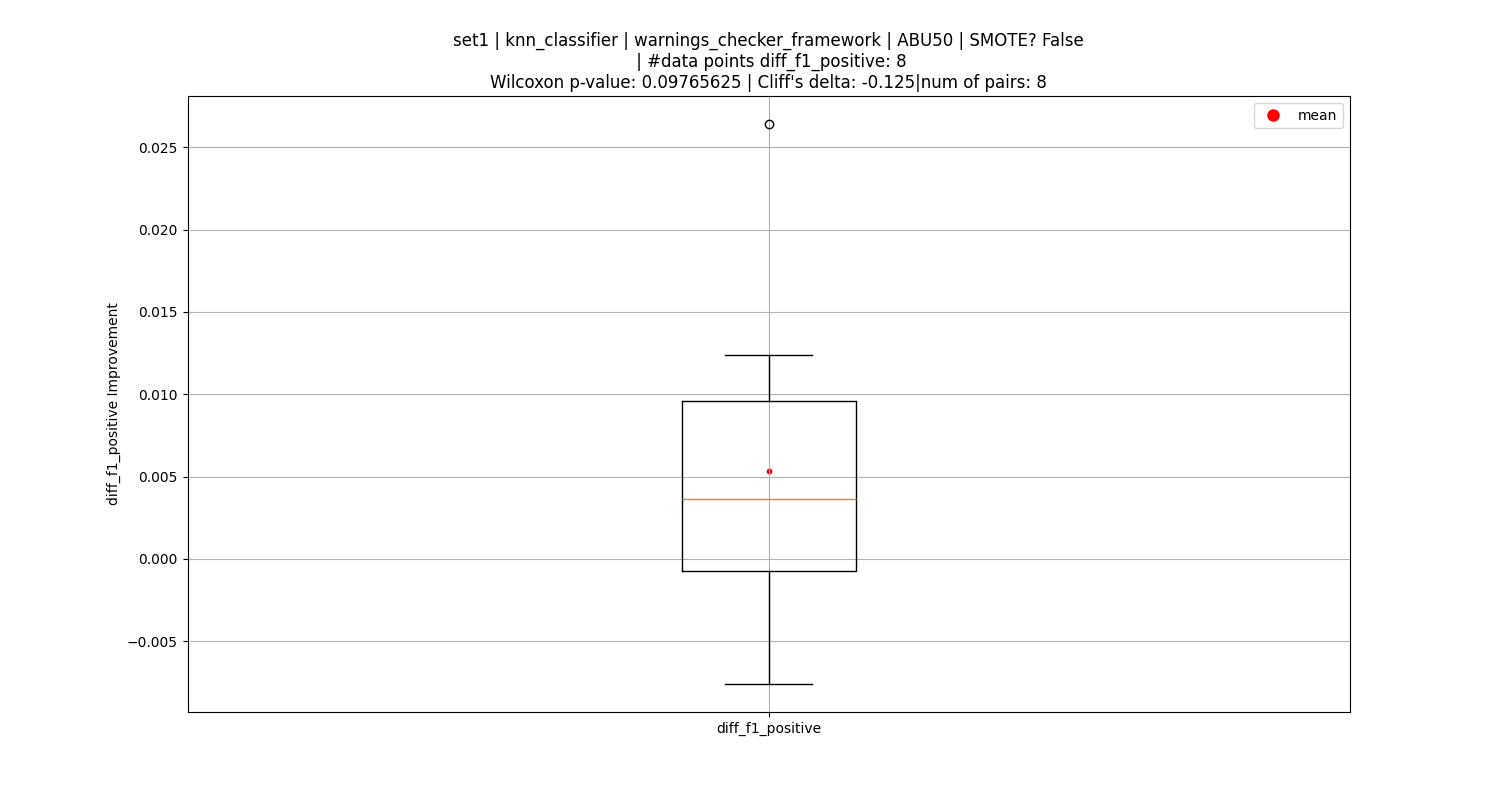 set1 | knn_classifier | warnings_checker_framework | ABU50 | SMOTE? False
| #data points diff_f1_positive: 8
Wilcoxon p-value: 0.09765625 | Cliff's delta: -0.125|num of pairs: 8
mean
0.025
0.020
0.015
0.010
0.005
0.000
−0.005
diff_f1_positive Improvement
diff_f1_positive